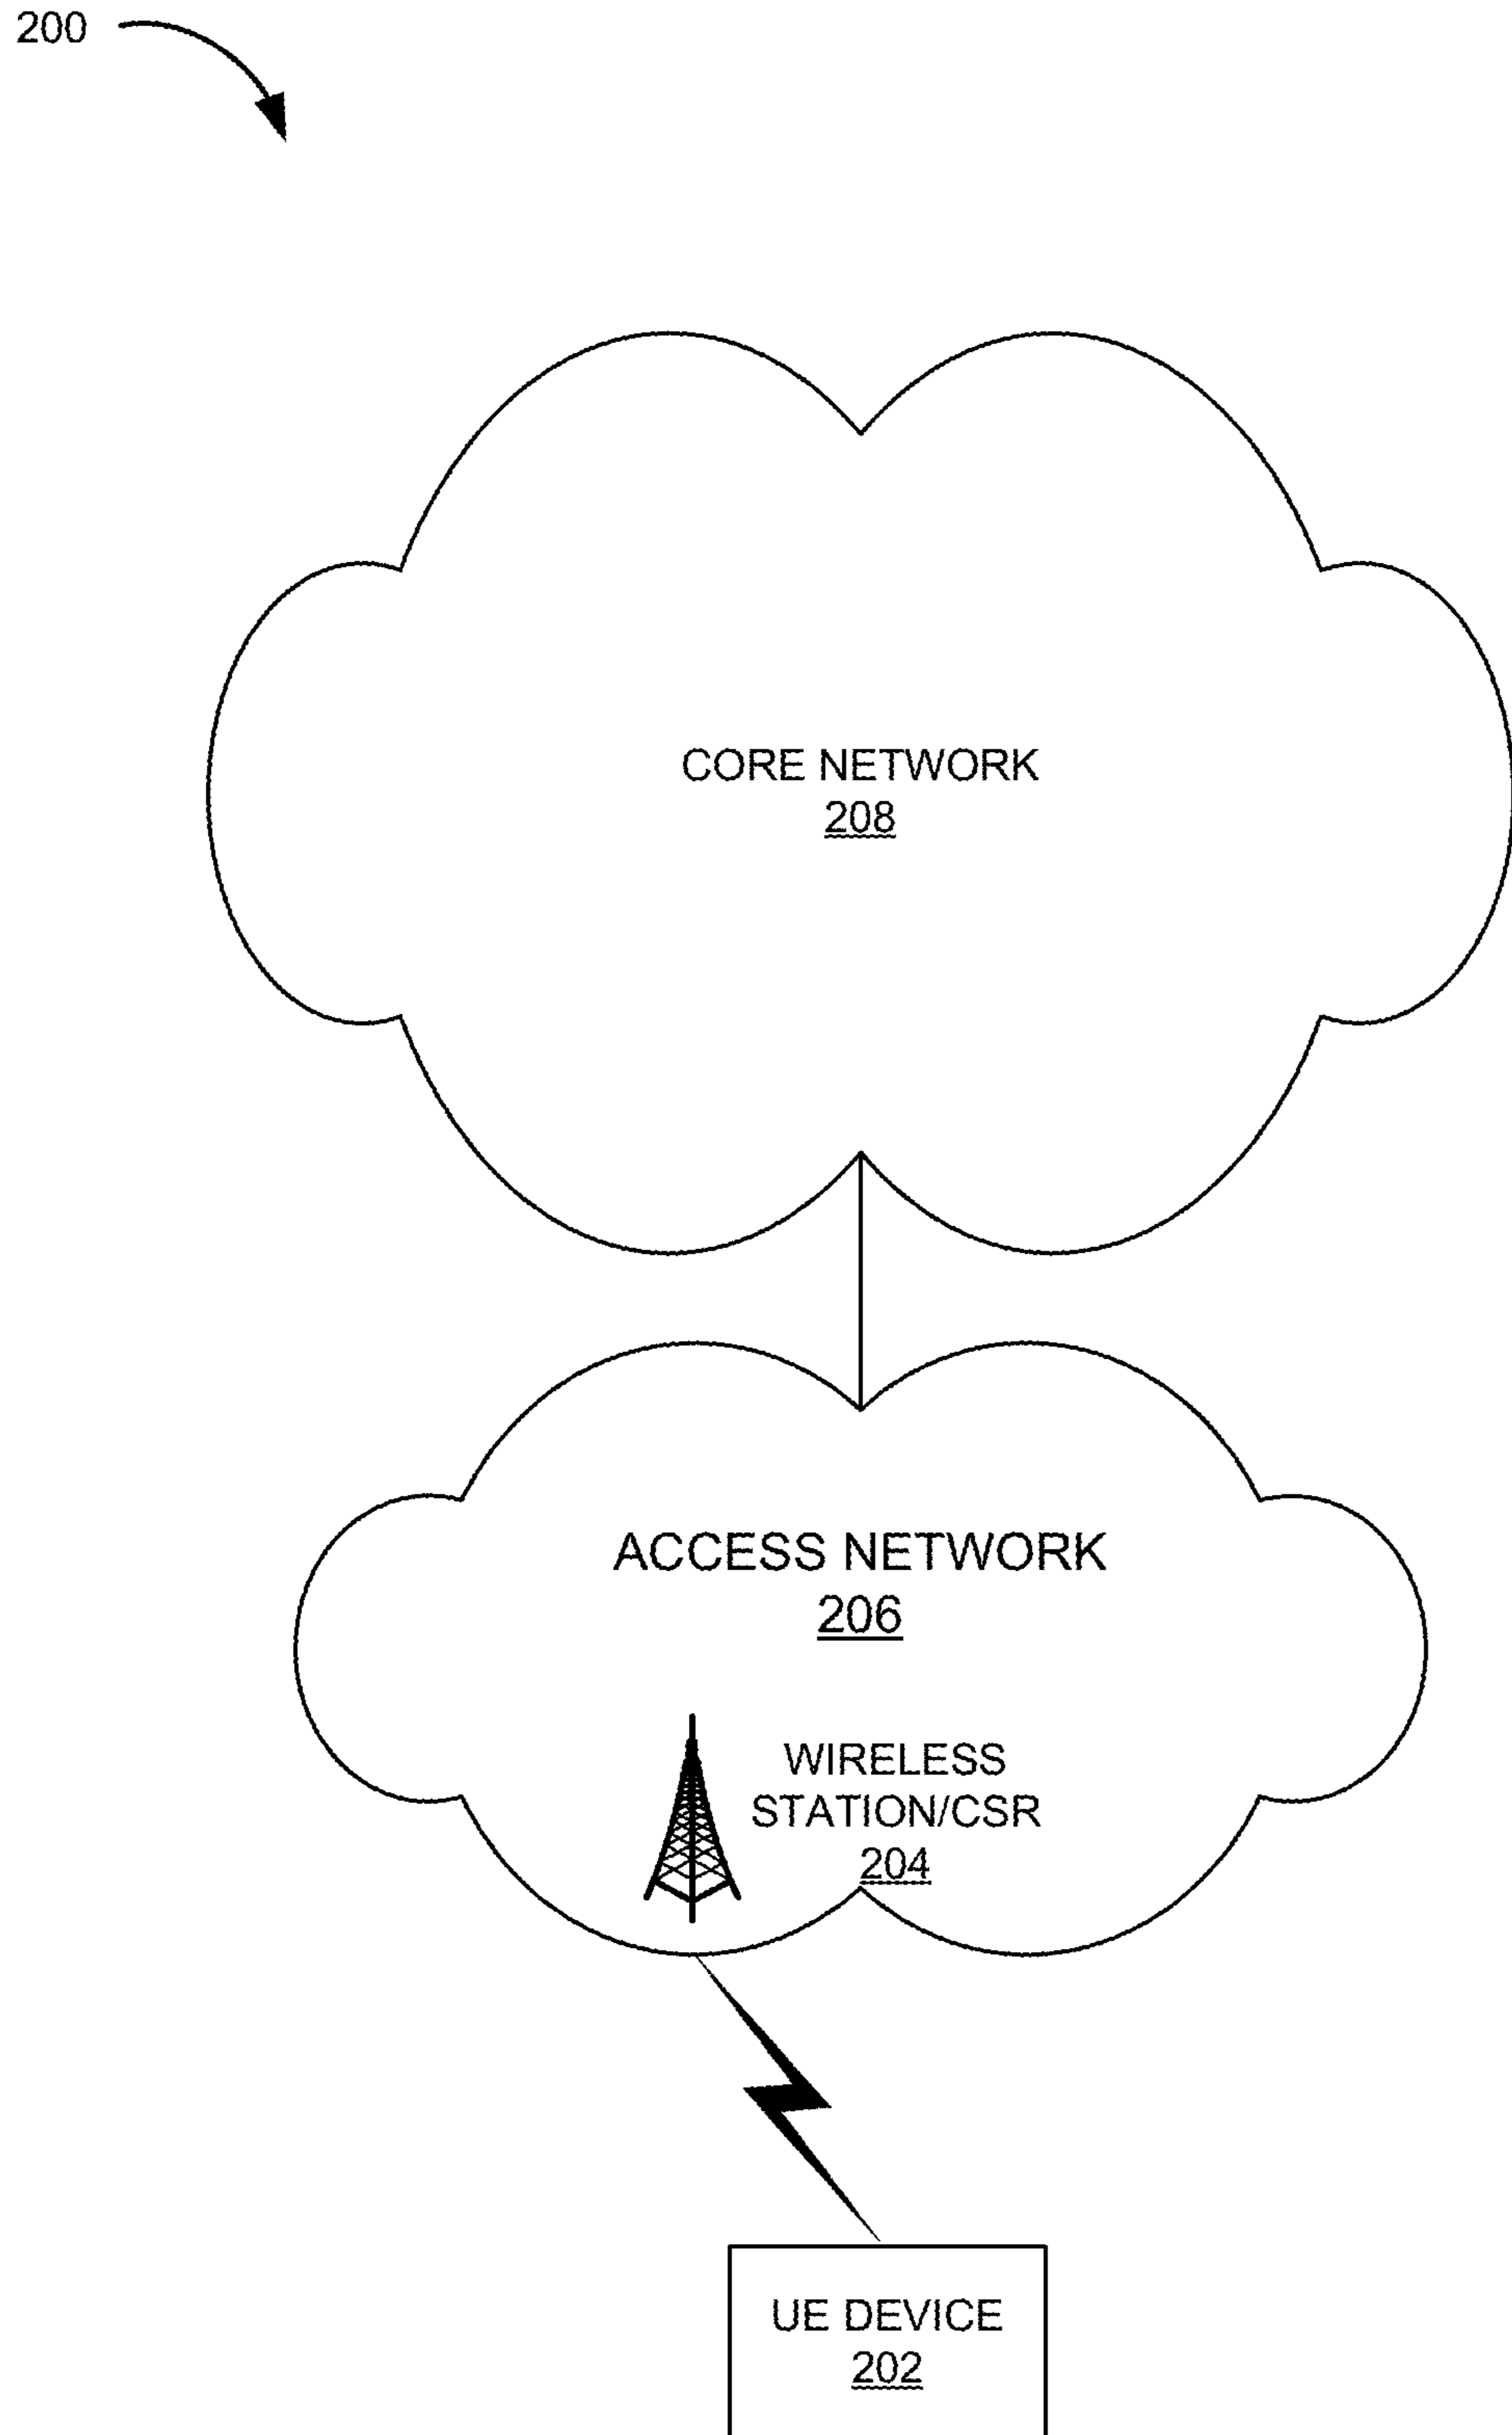 200
CORE NETWORK
208
ACCESS NETWORK
206
WIRELESS
STATION/CSR
204
UE DEVICE
202